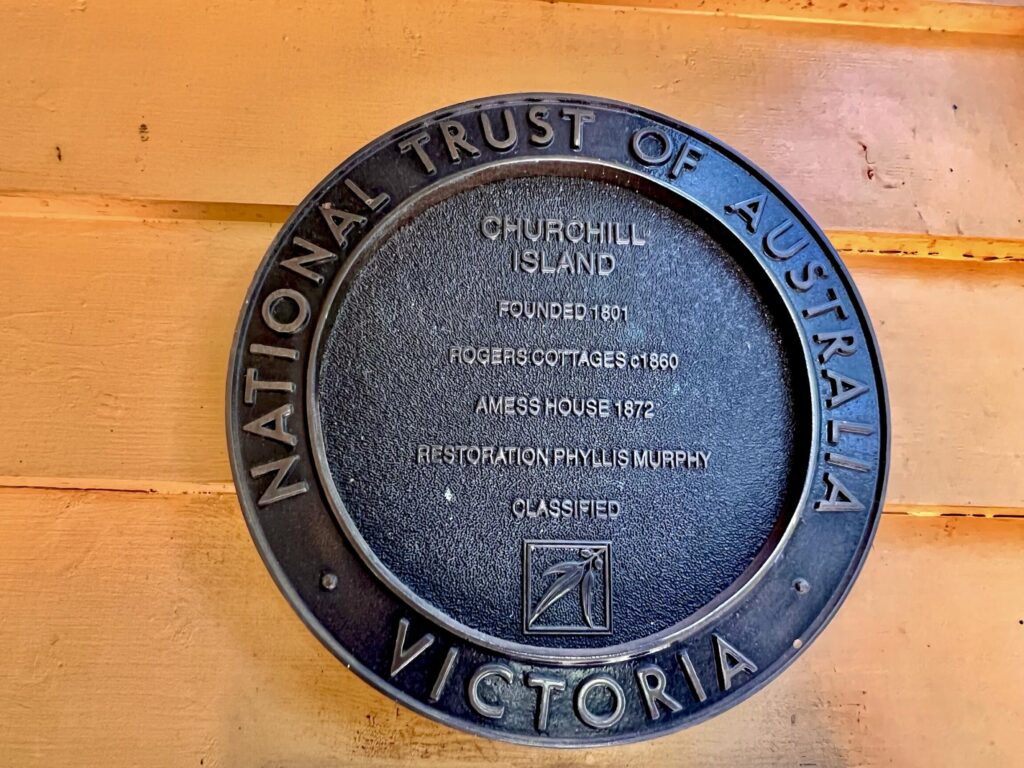 NATIONAL TRUST OF AUSTRALIA
CHURCHILL
ISLAND
FOUNDED 1801
ROGERS COTTAGES c1860
AMESS HOUSE 1872
RESTORATION PHYLLIS MURPHY
CLASSIFIED
VICTORIA